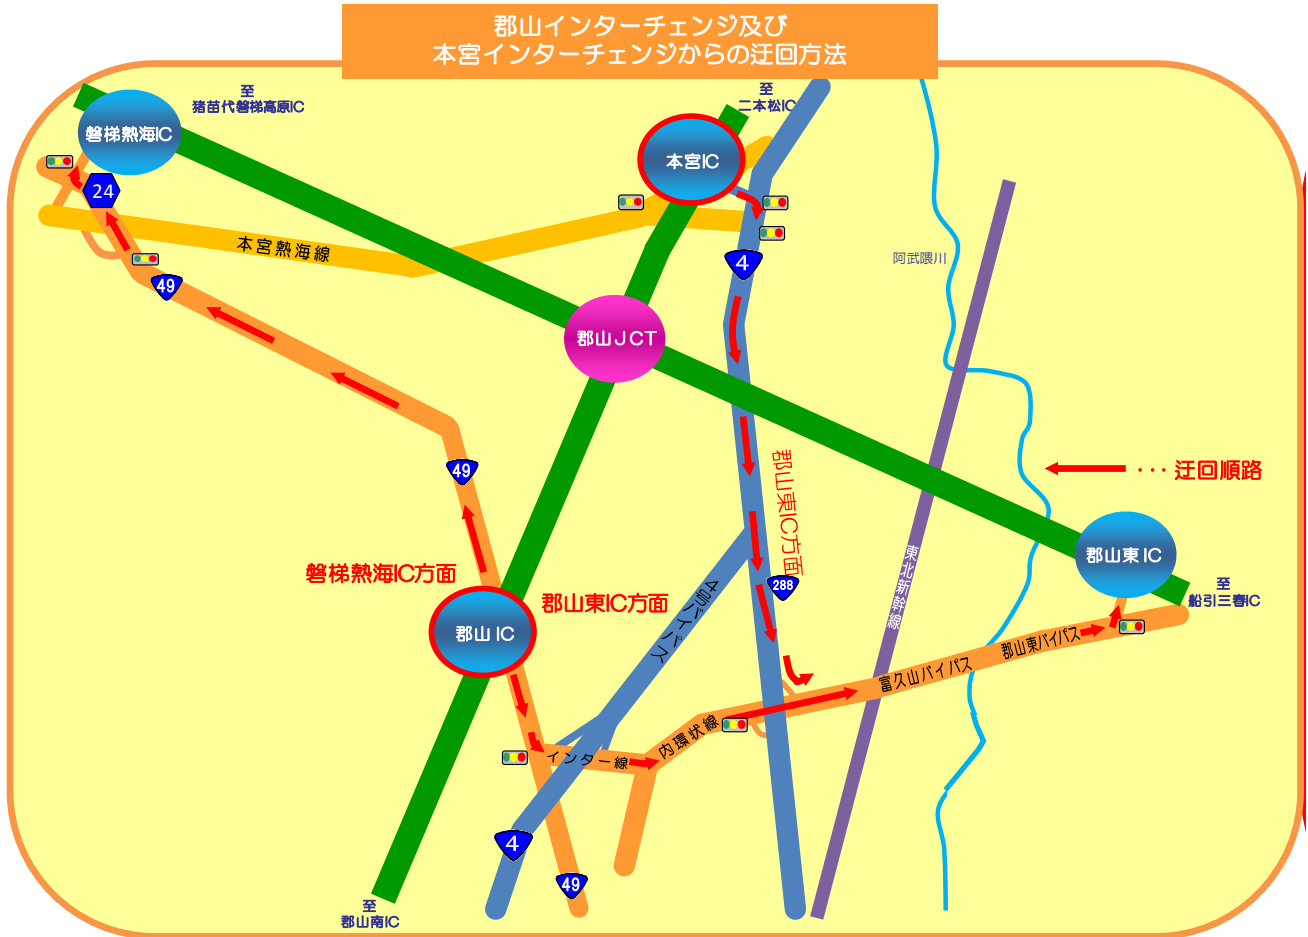 郡山インターチェンジ及び
本宮インターチェンジからの迂回方法
至
猪苗代磐梯高原IC
至
二本松IC
磐梯熱海IC
本宮IC
24
本宮熱海線
4
阿武隈川
49
郡山JCT
49
郡山東IC方面
・・・迂回順路
郡山東IC
至
船引三春IC
磐梯熱海IC方面
郡山東IC方面
288
4号バイパス
東北新幹線
郡山IC
郡山東バイパス
富久山バイパス
内環状線
インター線
4
49
至
郡山南IC